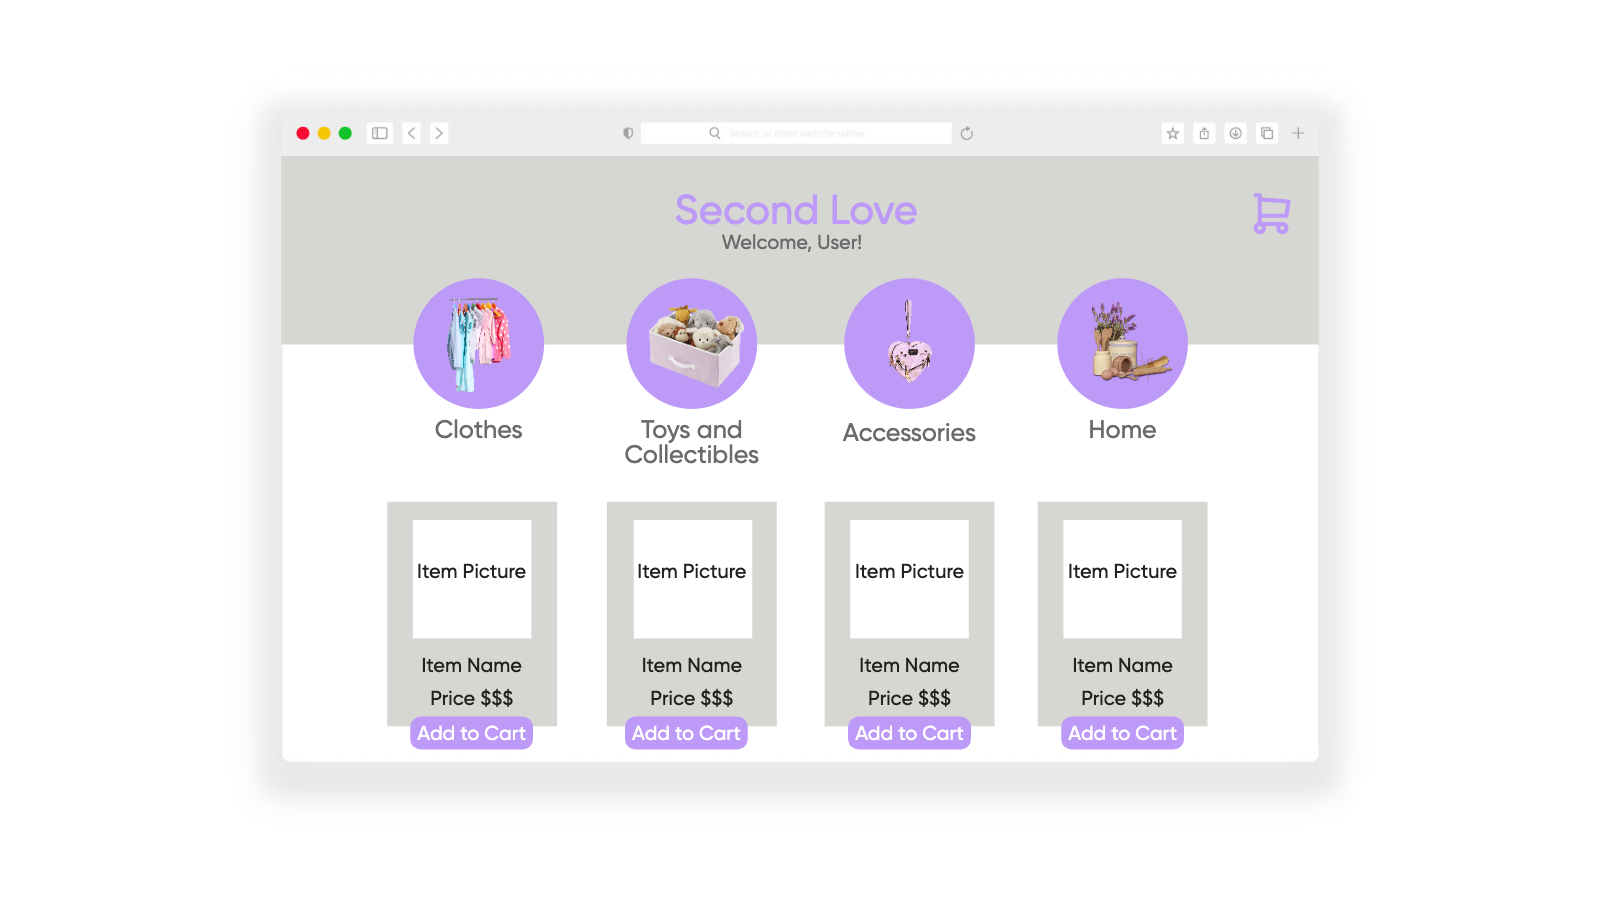 Search or enter website name
Second Love
Welcome, User!
Clothes
Toys and
Collectibles
Accessories
Home
Item Picture
Item Name
Price $$$
Add to Cart
Item Picture
Item Name
Price $$$
Add to Cart
Item Picture
Item Name
Price $$$
Add to Cart
Item Picture
Item Name
Price $$$
Add to Cart